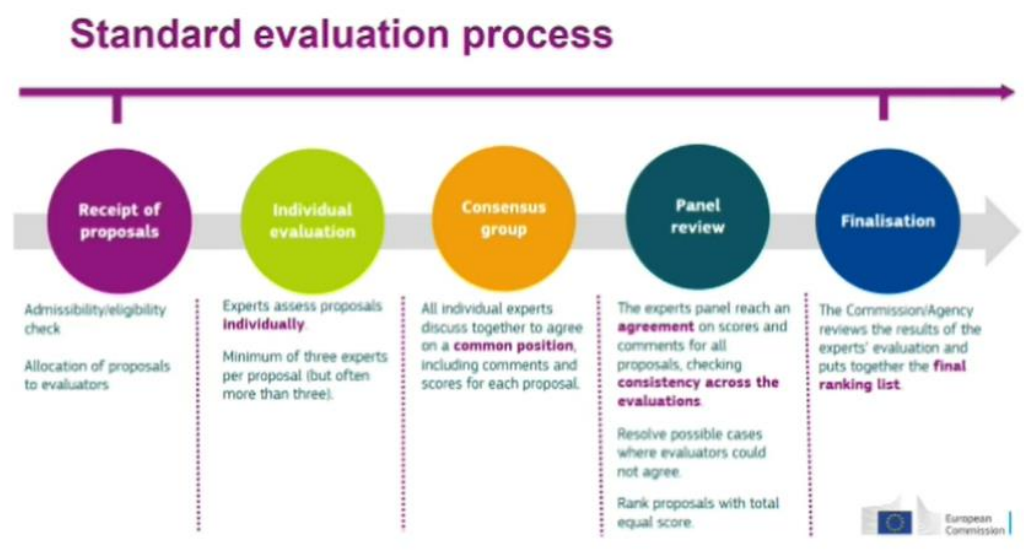 Standard evaluation process
Receipt of
proposals
Individual
evaluation
Consensus
group
Panel
review
Finalisation
Admissibility/eligibility
check
Allocation of proposals
to evaluators
Experts assess proposals
individually.
Minimum of three experts
per proposal (but often
more than three).
All individual experts
discuss together to agree
on a common position,
including comments and
scores for each proposal.
The experts panel reach an
agreement on scores and
comments for all
proposals, checking
consistency across the
evaluations.
Resolve possible cases
where evaluators could
not agree.
Rank proposals with total
equal score.
The Commission/Agency
reviews the results of the
experts' evaluation and
puts together the final
ranking list.
European
Commission